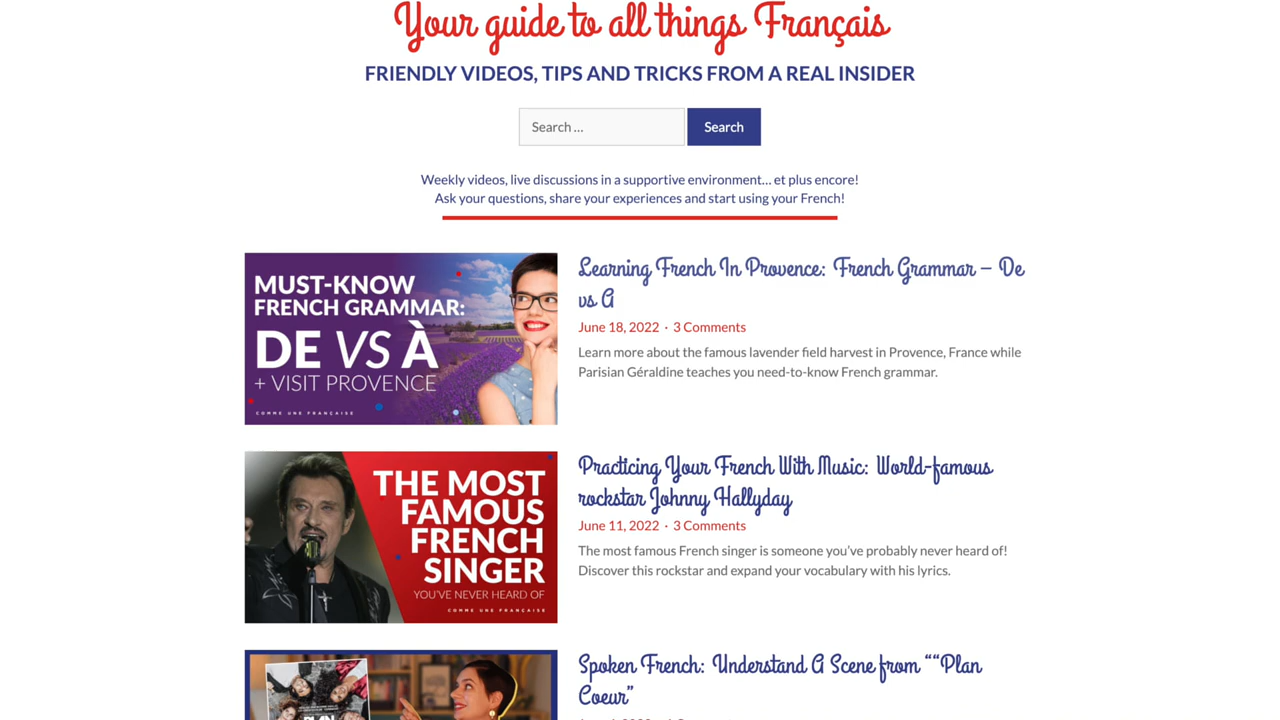 Your guide to all things Français
FRIENDLY VIDEOS, TIPS AND TRICKS FROM A REAL INSIDER
Search ...
Search
Weekly videos, live discussions in a supportive environment... et plus encore!
Ask your questions, share your experiences and start using your French!
MUST-KNOW
FRENCH GRAMMAR:
DE VS À
+ VISIT PROVENCE
COMME UNE FRANÇAISE
Learning French In Provence: French Grammar – De
vs A
June 18, 2022 · 3 Comments
Learn more about the famous lavender field harvest in Provence, France while
Parisian Géraldine teaches you need-to-know French grammar.
THE MOST
FAMOUS
FRENCH
SINGER
YOU'VE NEVER HEARD OF
COMME UNE FRANÇAISE
Practicing Your French With Music: World-famous
rockstar Johnny Hallyday
June 11, 2022 · 3 Comments
The most famous French singer is someone you've probably never heard of!
Discover this rockstar and expand your vocabulary with his lyrics.
PLAN
Spoken French: Understand A Scene from ““Plan
Coeur”